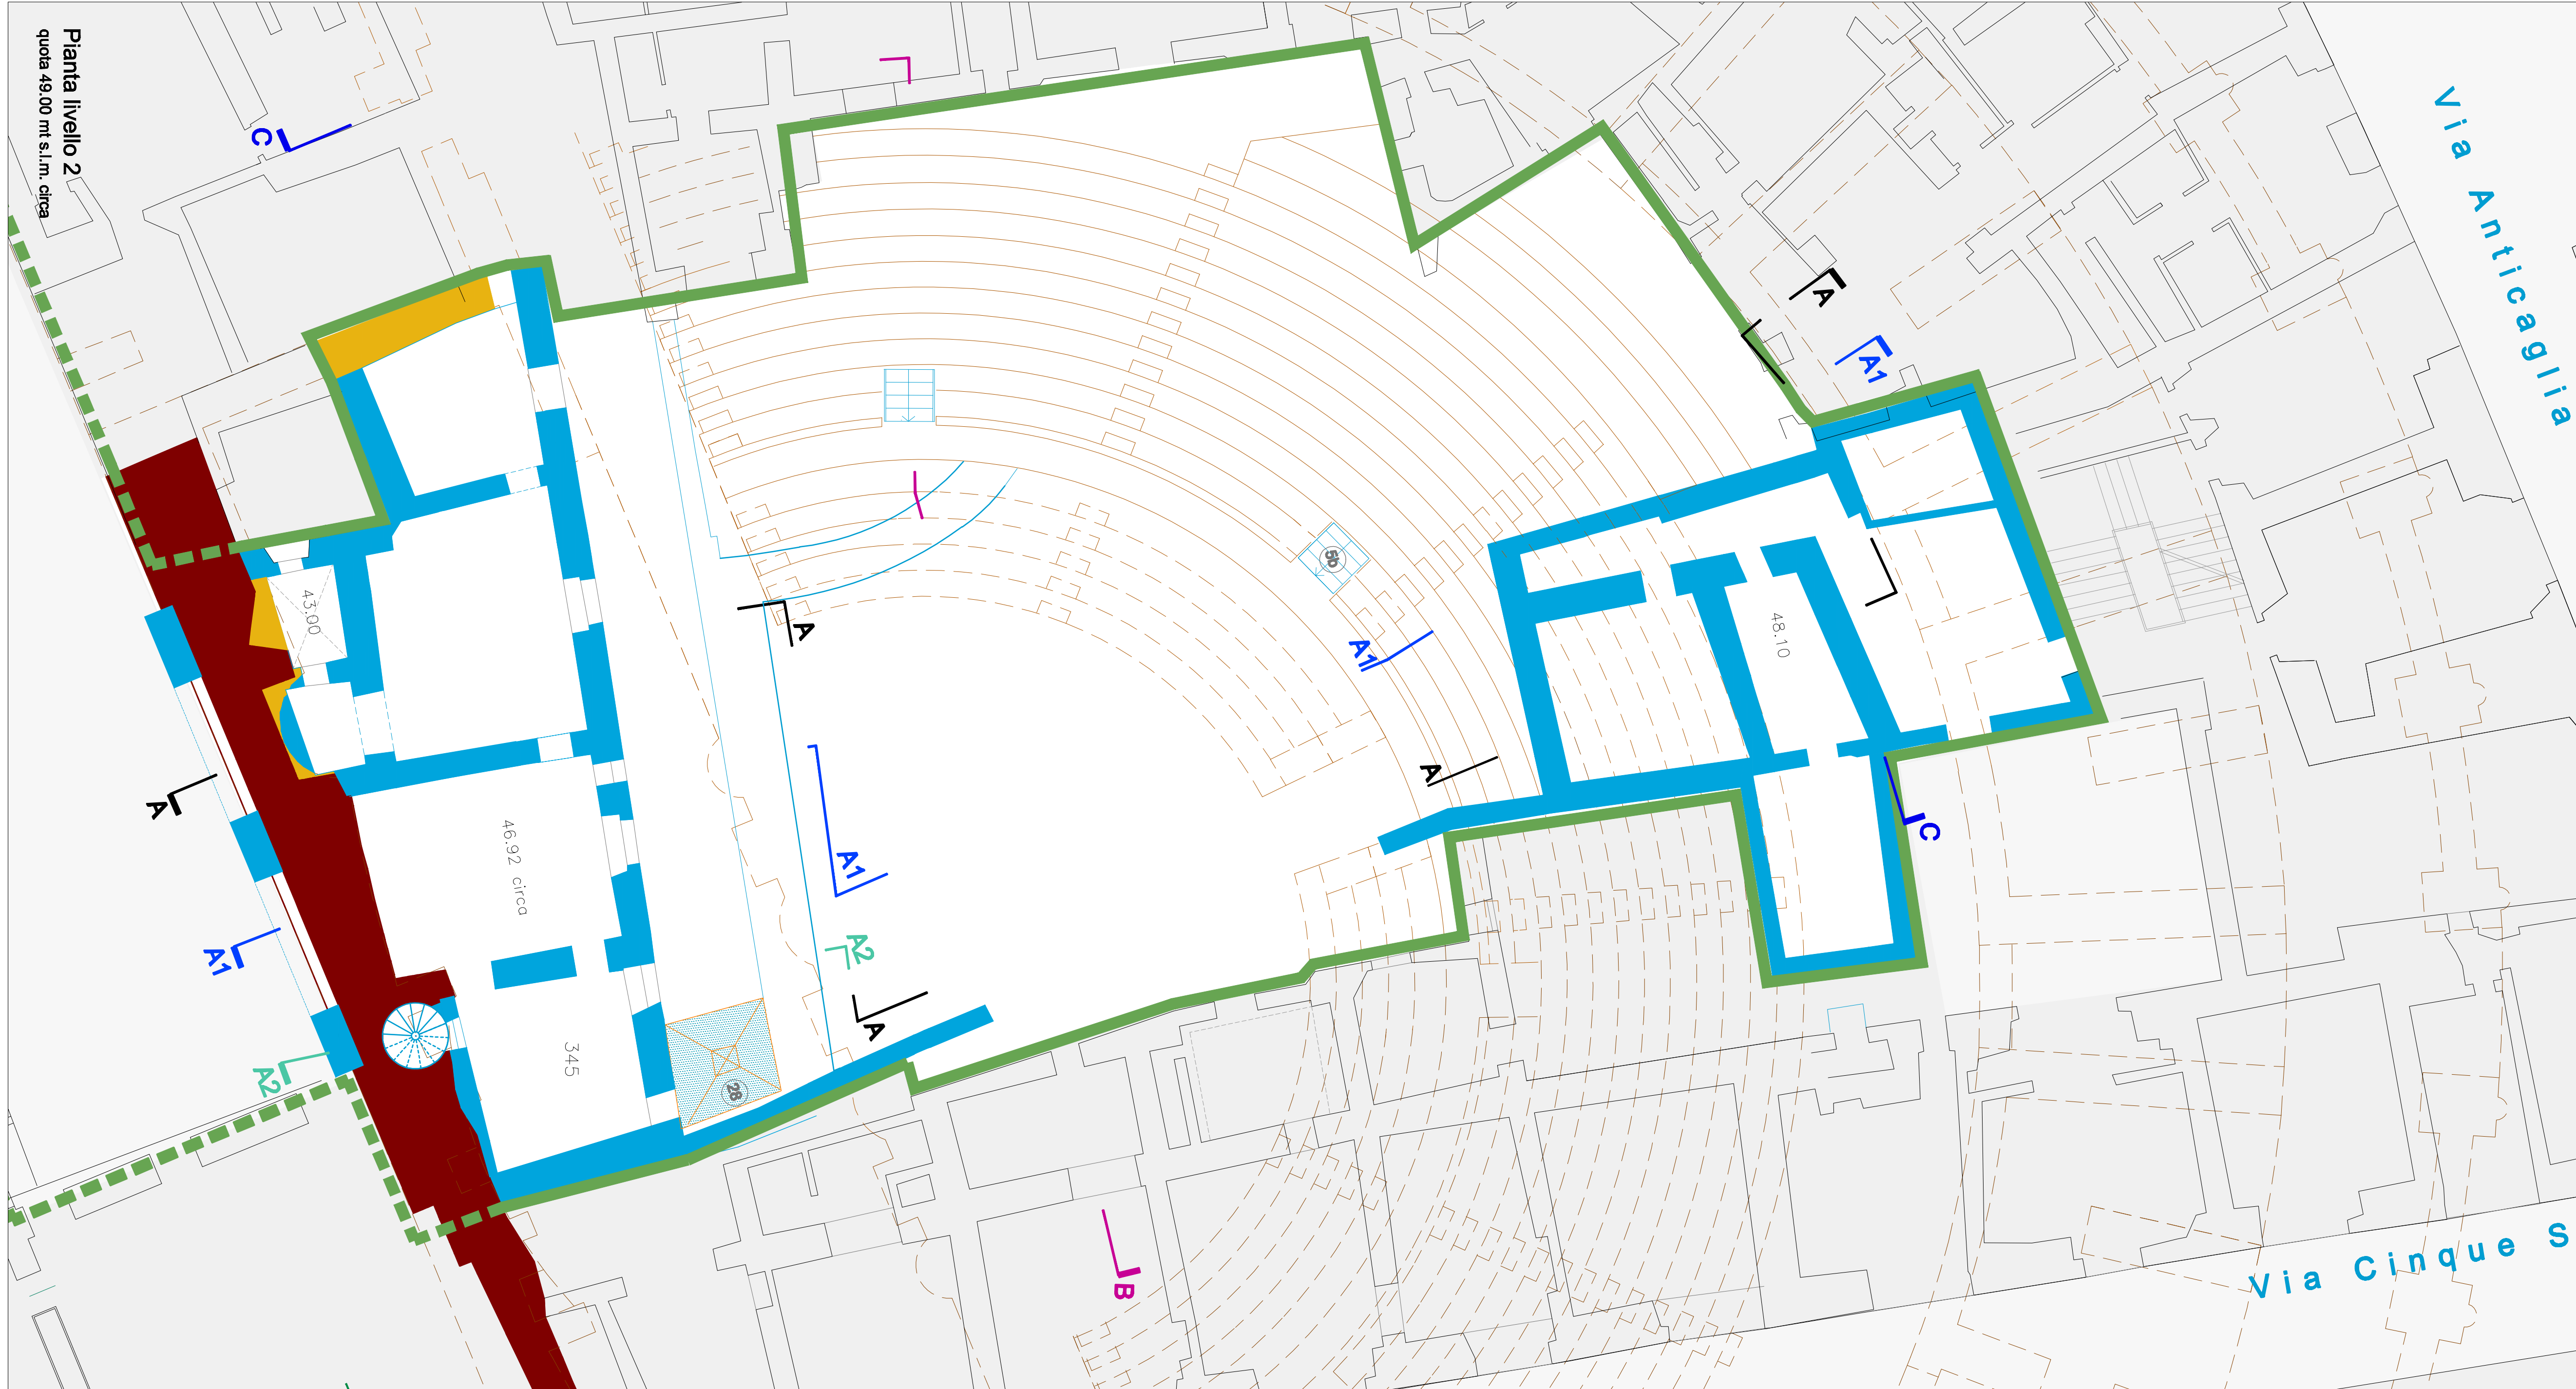 Pianta livello 2
quota 49.00 mt s.l.m. circa
Via Anticaglia
Via Cinque S
C
A
A1
5b
A
A1
48.10
A
C
43.00
46.92 circa
345
28
A
A1
A2
A1
A2
A
B